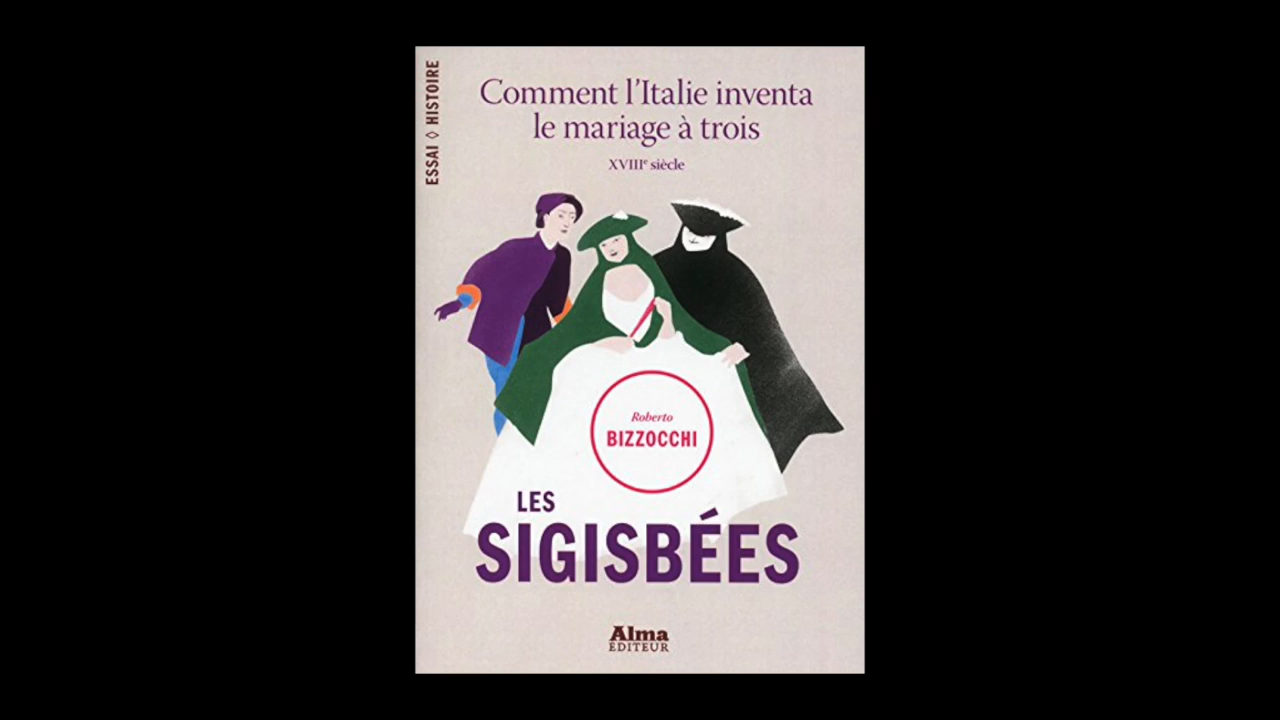 ESSAI ◊ HISTOIRE
Comment l'Italie inventa
le mariage à trois
XVIIIe siècle
Roberto
BIZZOCCHI
LES
SIGISBÉES
Alma
ÉDITEUR